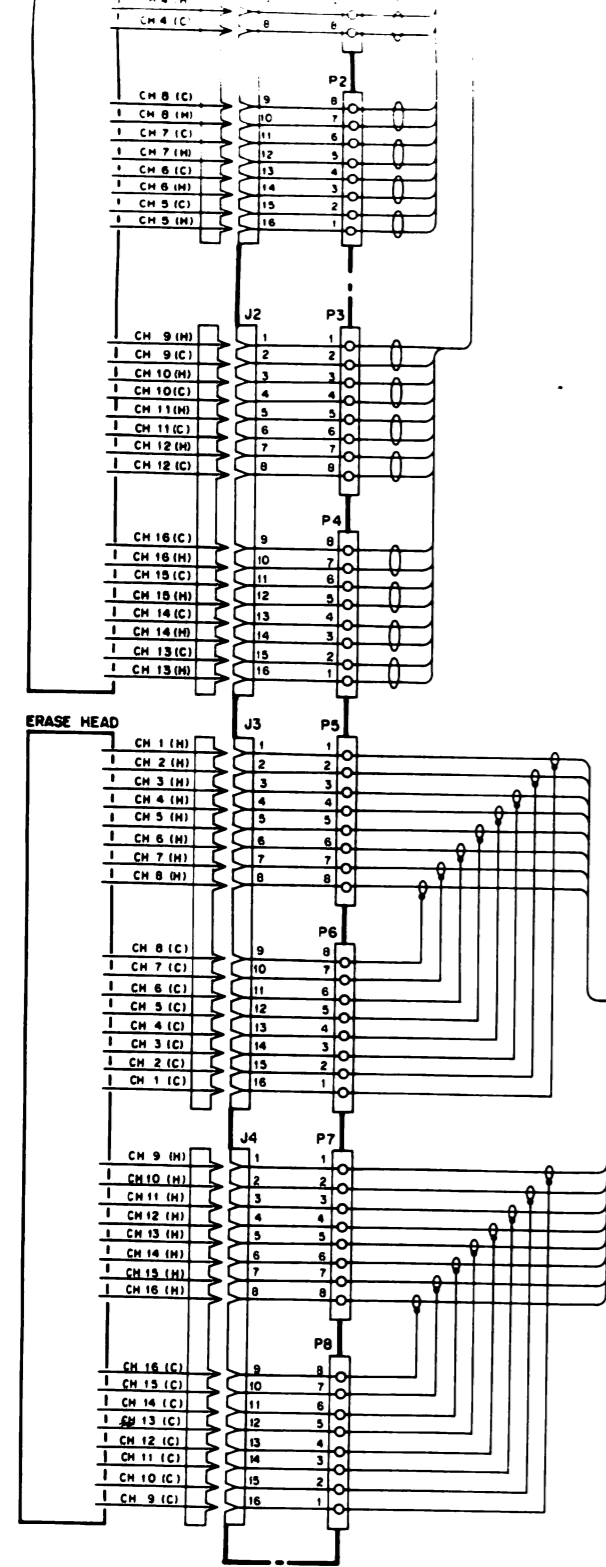 CH 4 (C) 8 8
P2
CH 8 (C) 9 8
CH 8 (H) 10 7
CH 7 (C) 11 6
CH 7 (H) 12 5
CH 6 (C) 13 4
CH 6 (H) 14 3
CH 5 (C) 15 2
CH 5 (H) 16 1
J2 P3
CH 9 (H) 1 1
CH 9 (C) 2 2
CH 10 (H) 3 3
CH 10 (C) 4 4
CH 11 (H) 5 5
CH 11 (C) 6 6
CH 12 (H) 7 7
CH 12 (C) 8 8
P4
CH 16 (C) 9 8
CH 16 (H) 10 7
CH 15 (C) 11 6
CH 15 (H) 12 5
CH 14 (C) 13 4
CH 14 (H) 14 3
CH 13 (C) 15 2
CH 13 (H) 16 1
ERASE HEAD J3 P5
CH 1 (H) 1 1
CH 2 (H) 2 2
CH 3 (H) 3 3
CH 4 (H) 4 4
CH 5 (H) 5 5
CH 6 (H) 6 6
CH 7 (H) 7 7
CH 8 (H) 8 8
P6
CH 8 (C) 9 8
CH 7 (C) 10 7
CH 6 (C) 11 6
CH 5 (C) 12 5
CH 4 (C) 13 4
CH 3 (C) 14 3
CH 2 (C) 15 2
CH 1 (C) 16 1
J4 P7
CH 9 (H) 1 1
CH 10 (H) 2 2
CH 11 (H) 3 3
CH 12 (H) 4 4
CH 13 (H) 5 5
CH 14 (H) 6 6
CH 15 (H) 7 7
CH 16 (H) 8 8
P8
CH 16 (C) 9 8
CH 15 (C) 10 7
CH 14 (C) 11 6
CH 13 (C) 12 5
CH 12 (C) 13 4
CH 11 (C) 14 3
CH 10 (C) 15 2
CH 9 (C) 16 1